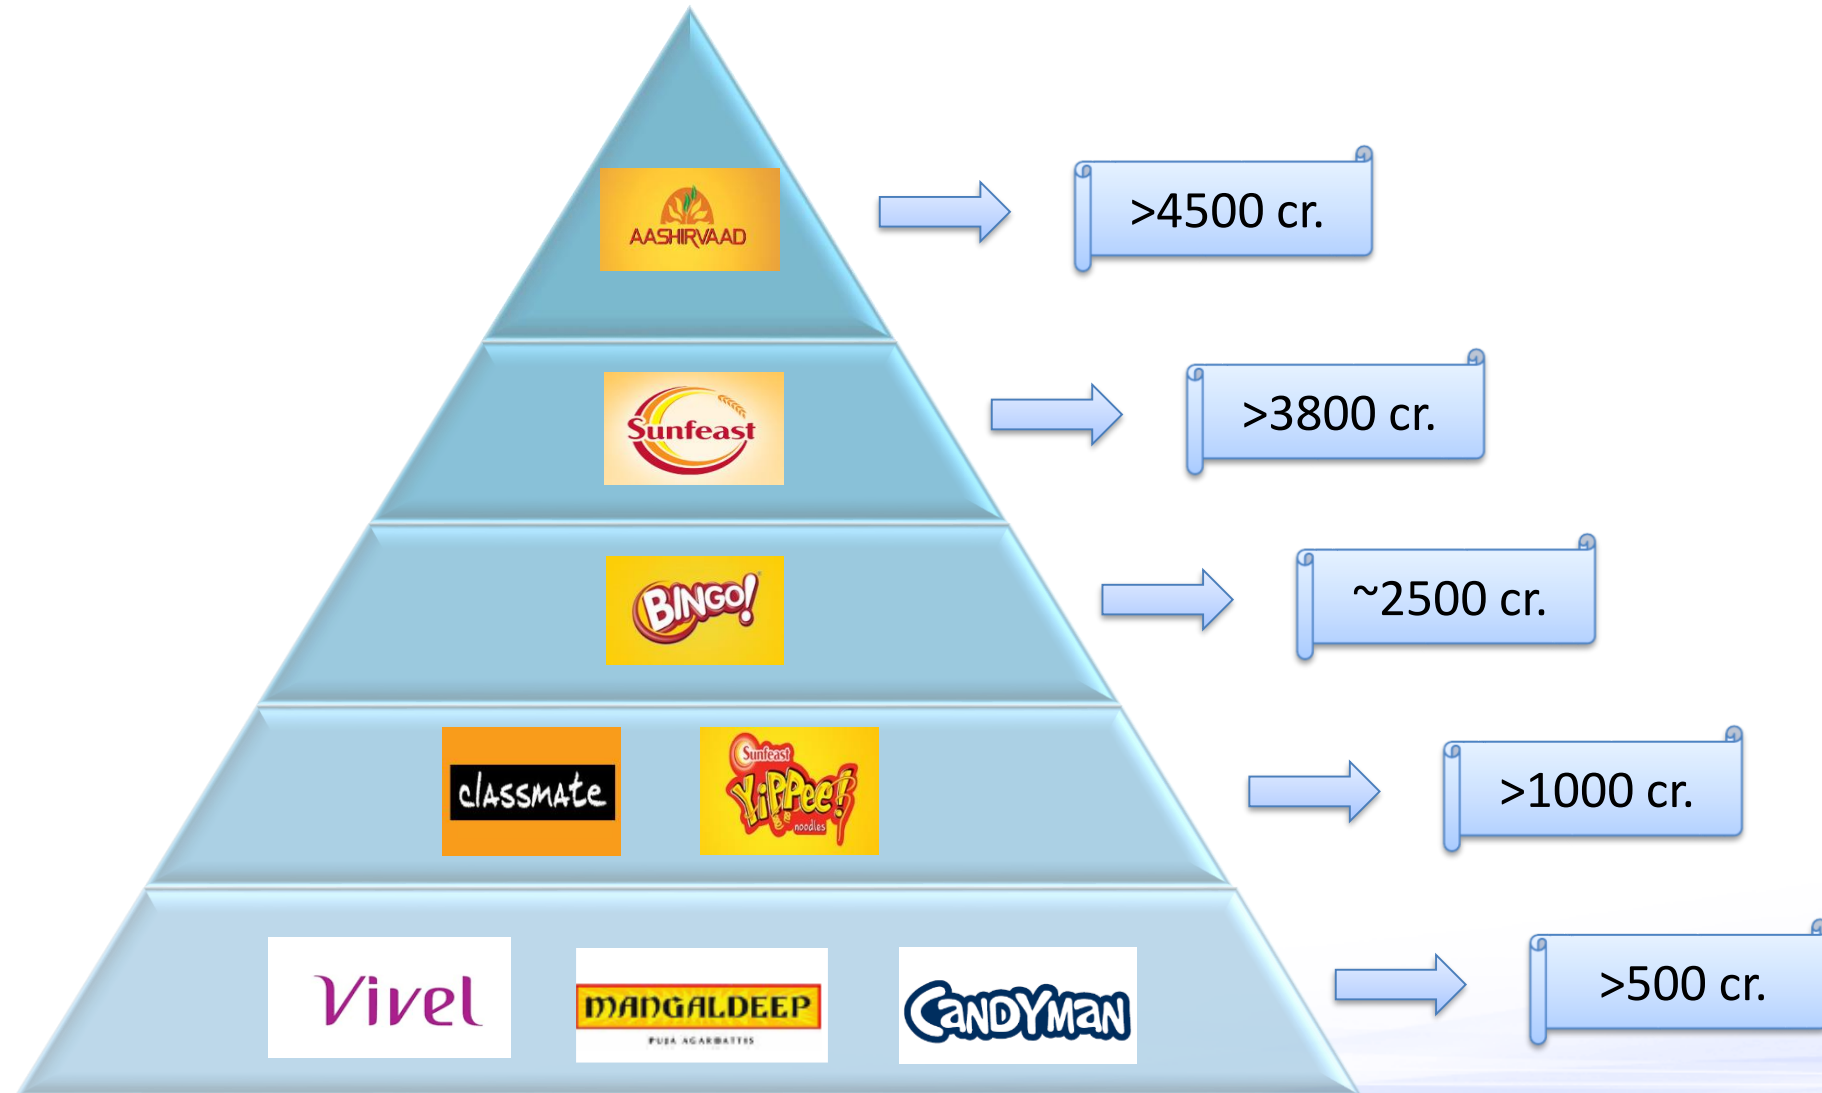 AASHIRVAAD
>4500 cr.
Sunfeast
>3800 cr.
BINGO!
~2500 cr.
classmate
Sunfeast
YiPPee!
noodles
>1000 cr.
Vivel
MANGALDEEP
PUJA AGARBATTIS
CANDYMAN
>500 cr.